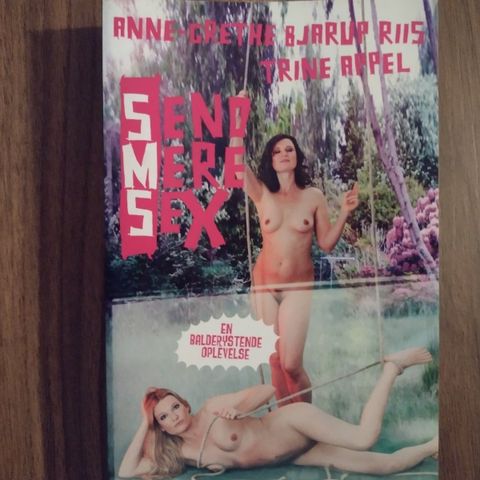 ANNE-GRETHE BJARUP RIIS
TRINE APPEL
SEND
MERE
SEX
EN
BALDERYSTENDE
OPLEVELSE